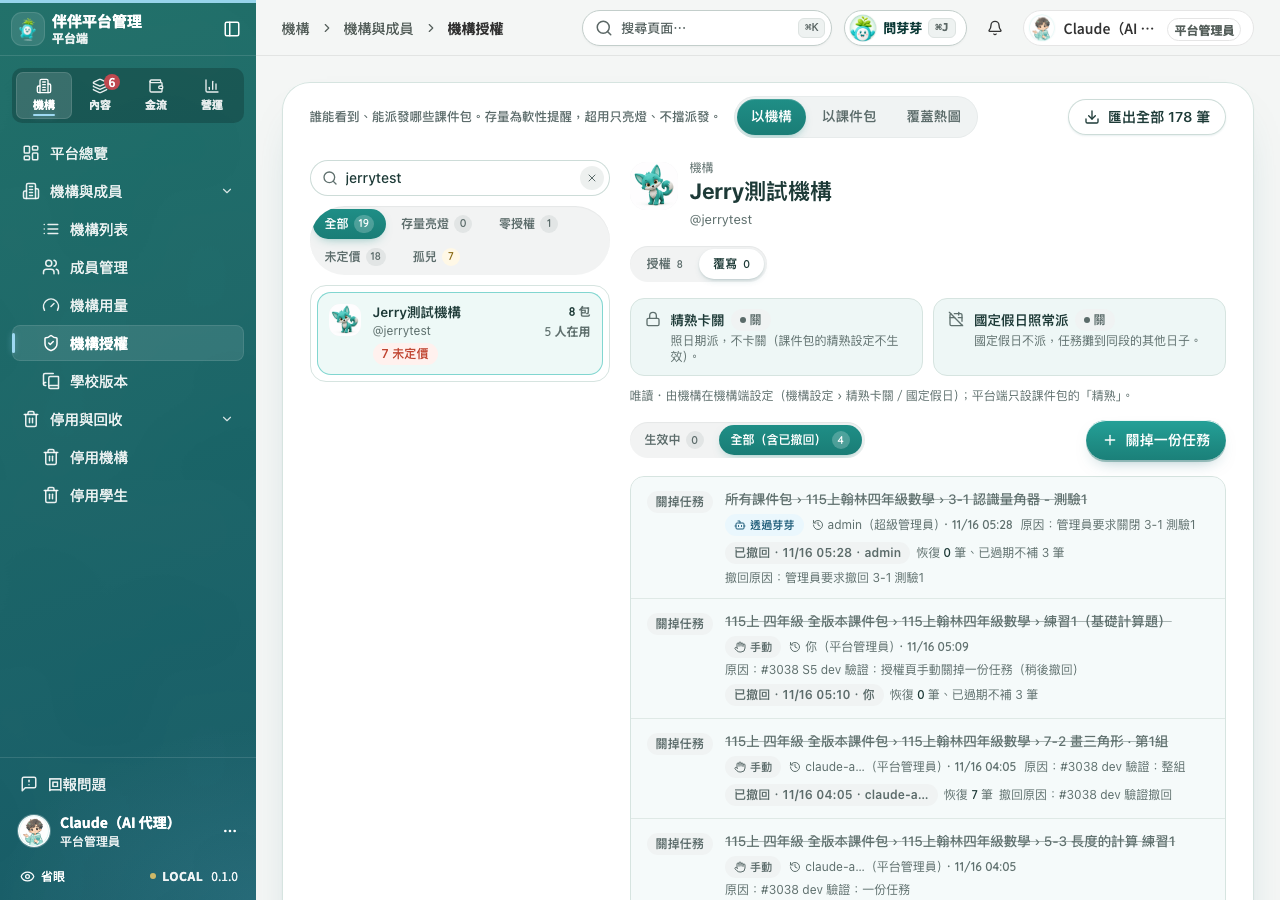 伴伴平台管理
平台端
機構
內容
6
金流
營運
平台總覽
機構與成員
機構列表
成員管理
機構用量
機構授權
學校版本
停用與回收
停用機構
停用學生
回報問題
Claude（AI 代理）
平台管理員
省眼
LOCAL 0.1.0
機構 › 機構與成員 › 機構授權
搜尋頁面⋯ ⌘K
問芽芽 ⌘J
Claude（AI ⋯ 平台管理員
誰能看到、能派發哪些課件包。存量為軟性提醒，超用只亮燈、不擋派發。
以機構 以課件包 覆蓋熱圖
匯出全部 178 筆
jerrytest
全部 19 存量亮燈 0 零授權 1
未定價 18 孤兒 7
Jerry測試機構 8 包
@jerrytest 5 人在用
7 未定價
機構
Jerry測試機構
@jerrytest
授權 8 覆寫 0
精熟卡關 關
照日期派，不卡關（課件包的精熟設定不生
效）。
國定假日照常派 關
國定假日不派，任務攤到同段的其他日子。
唯讀．由機構在機構端設定（機構設定 › 精熟卡關 / 國定假日）；平台端只設課件包的「精熟」。
生效中 0 全部（含已撤回） 4
關掉一份任務
關掉任務 所有課件包 › 115上翰林四年級數學 › 3-1 認識量角器 - 測驗1
透過芽芽 admin（超級管理員）· 11/16 05:28 原因：管理員要求關閉 3-1 測驗1
已撤回 · 11/16 05:28 · admin 恢復 0 筆、已過期不補 3 筆
撤回原因：管理員要求撤回 3-1 測驗1
關掉任務 115上 四年級 全版本課件包 › 115上翰林四年級數學 › 練習1（基礎計算題）
手動 你（平台管理員）· 11/16 05:09
原因：#3038 S5 dev 驗證：授權頁手動關掉一份任務（稍後撤回）
已撤回 · 11/16 05:10 · 你 恢復 0 筆、已過期不補 3 筆
關掉任務 115上 四年級 全版本課件包 › 115上翰林四年級數學 › 7-2 畫三角形 · 第1組
手動 claude-a...（平台管理員）· 11/16 04:05 原因：#3038 dev 驗證：整組
已撤回 · 11/16 04:05 · claude-a... 恢復 7 筆 撤回原因：#3038 dev 驗證撤回
關掉任務 115上 四年級 全版本課件包 › 115上翰林四年級數學 › 5-3 長度的計算 練習1
手動 claude-a...（平台管理員）· 11/16 04:05
原因：#3038 dev 驗證：一份任務